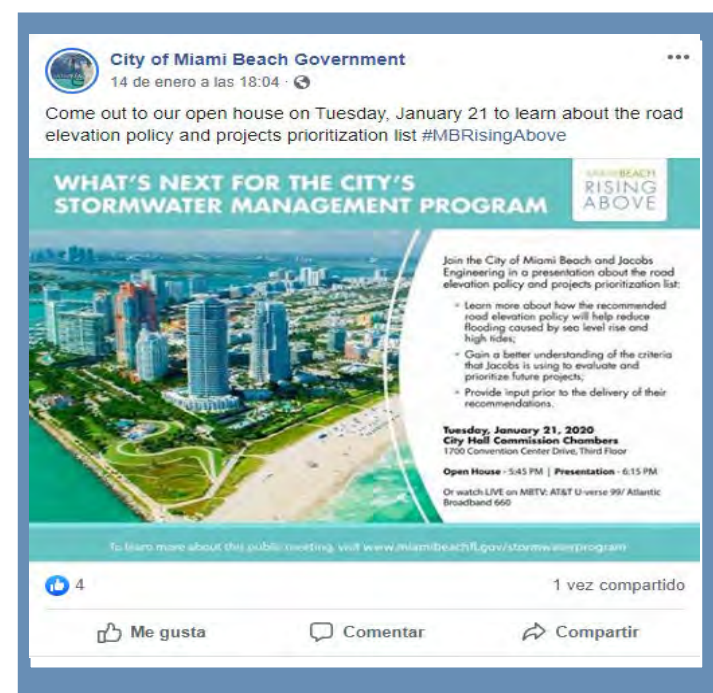 City of Miami Beach Government
14 de enero a las 18:04 ·
Come out to our open house on Tuesday, January 21 to learn about the road
elevation policy and projects prioritization list #MBRisingAbove
WHAT'S NEXT FOR THE CITY'S
STORMWATER MANAGEMENT PROGRAM
MIAMIBEACH
RISING
ABOVE
Join the City of Miami Beach and Jacobs
Engineering in a presentation about the road
elevation policy and projects prioritization list:
• Learn more about how the recommended
road elevation policy will help reduce
flooding caused by sea level rise and
high tides;
• Gain a better understanding of the criteria
that Jacobs is using to evaluate and
prioritize future projects;
• Provide input prior to the delivery of their
recommendations.
Tuesday, January 21, 2020
City Hall Commission Chambers
1700 Convention Center Drive, Third Floor
Open House - 5:45 PM | Presentation - 6:15 PM
Or watch LIVE on MBTV: AT&T U-verse 99/ Atlantic
Broadband 660
To learn more about this public meeting, visit www.miamibeachfl.gov/stormwaterprogram
4
1 vez compartido
Me gusta
Comentar
Compartir